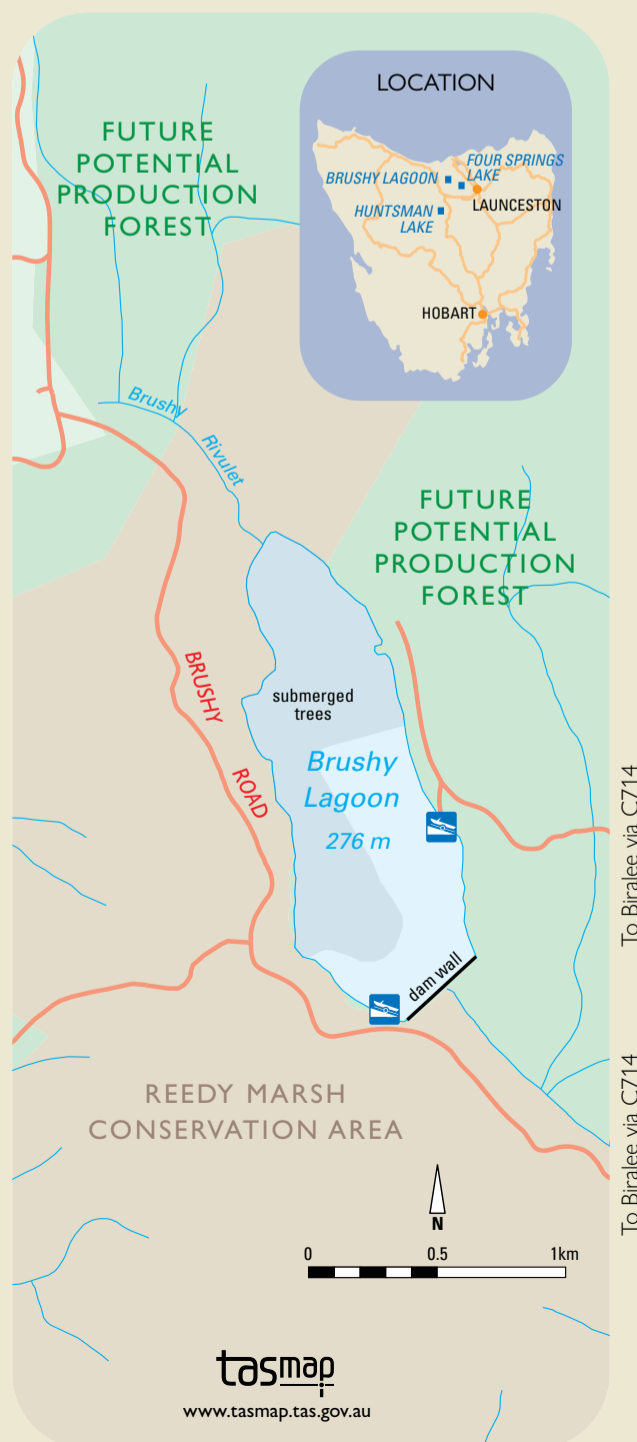 LOCATION
FUTURE
POTENTIAL
PRODUCTION
FOREST
BRUSHY LAGOON
FOUR SPRINGS
LAKE
LAUNCESTON
HUNTSMAN
LAKE
HOBART
Brushy
Rivulet
FUTURE
POTENTIAL
PRODUCTION
FOREST
BRUSHY
ROAD
submerged
trees
Brushy
Lagoon
276 m
To Biralee via C714
dam wall
To Biralee via C714
REEDY MARSH
CONSERVATION AREA
N
0 0.5 1km
tasmap
www.tasmap.tas.gov.au